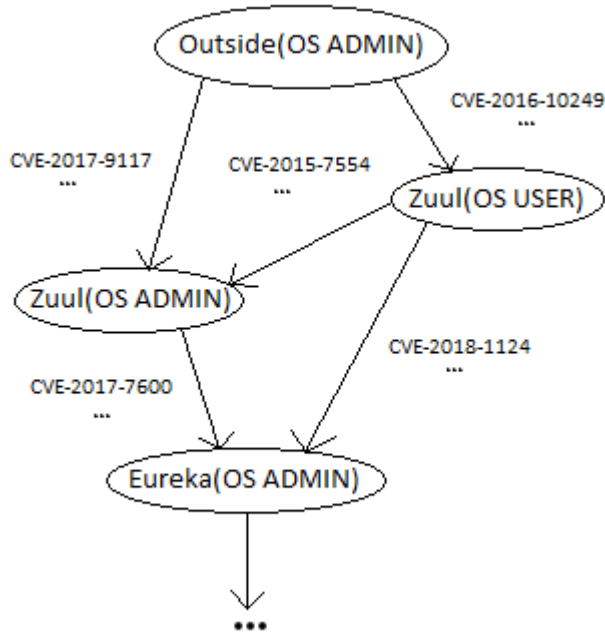 Outside(OS ADMIN)
CVE-2016-10249
...
CVE-2017-9117
...
CVE-2015-7554
...
Zuul(OS USER)
Zuul(OS ADMIN)
CVE-2018-1124
...
CVE-2017-7600
...
Eureka(OS ADMIN)
...